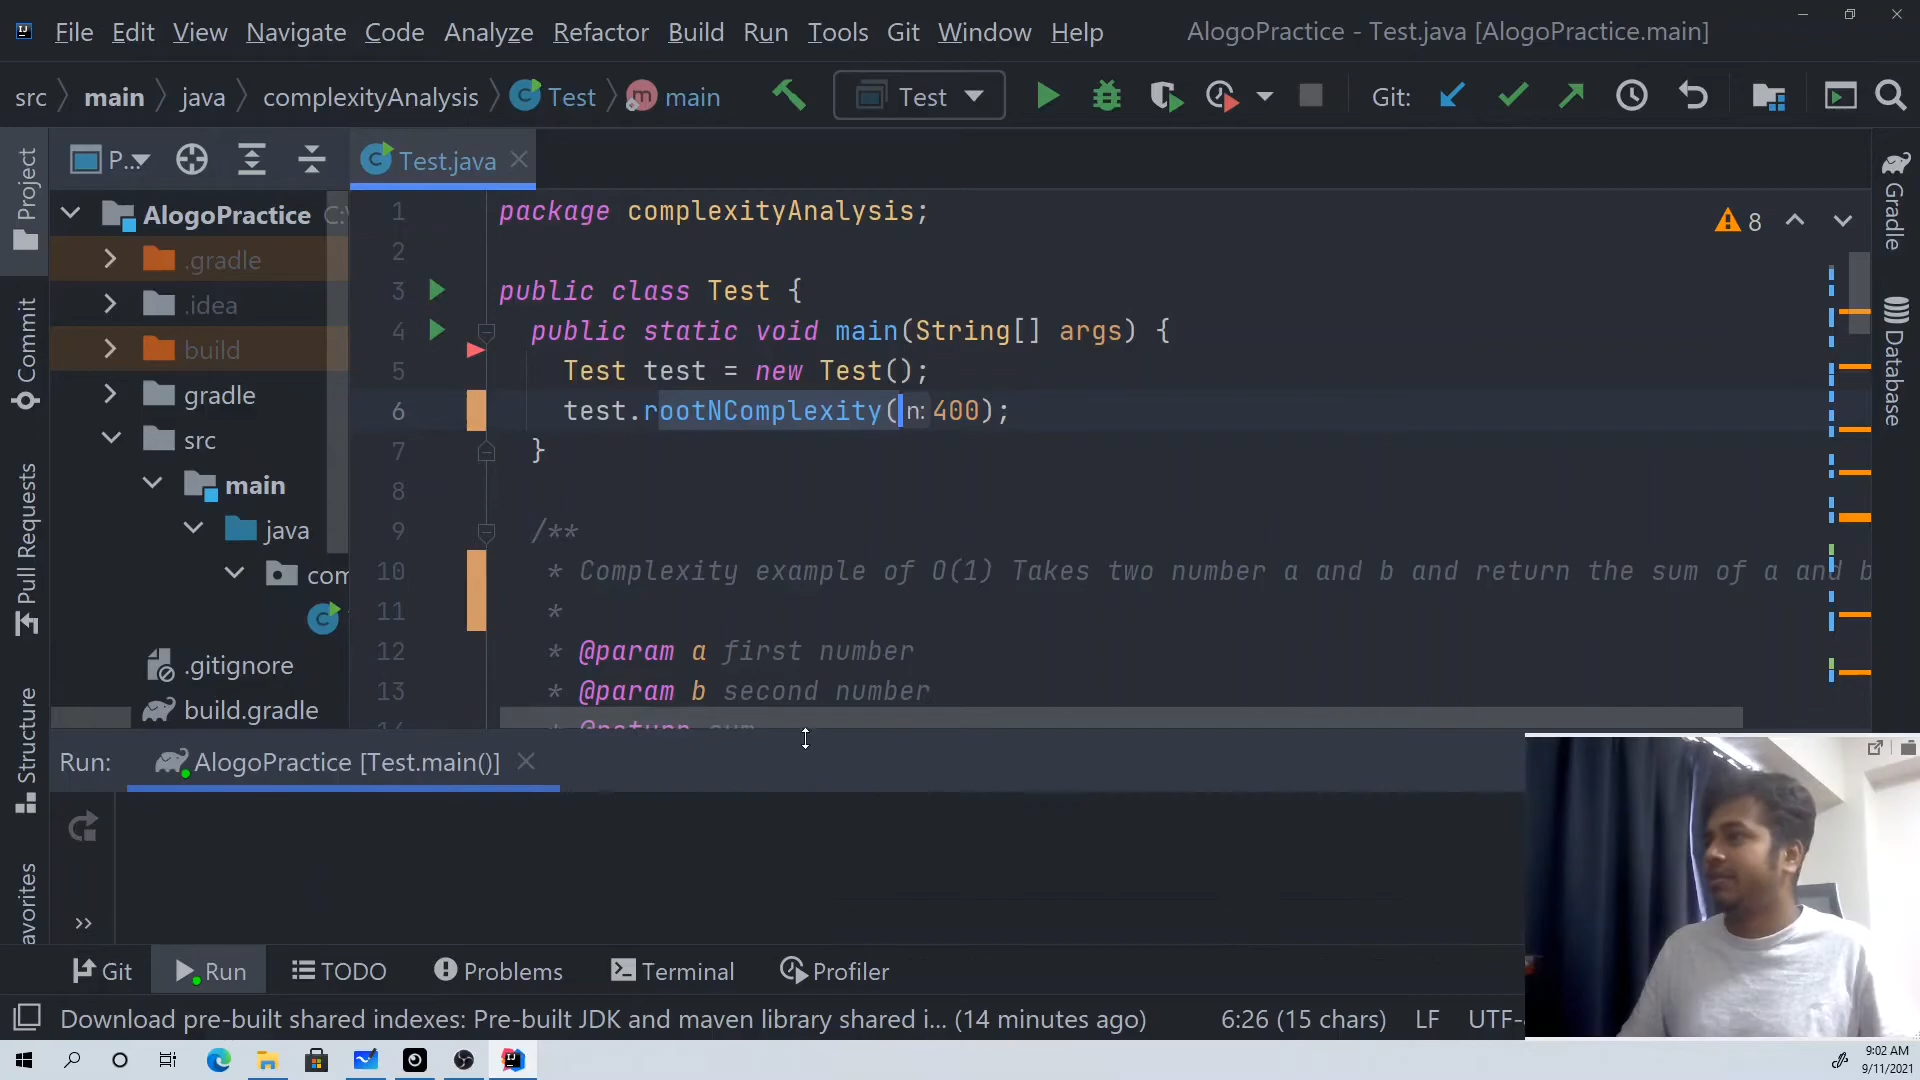 File Edit View Navigate Code Analyze Refactor Build Run Tools Git Window Help AlogoPractice - Test.java [AlogoPractice.main]
src main java complexityAnalysis Test main Test Git:
P... Test.java
Project
Commit
Pull Requests
Structure
avorites
AlogoPractice
.gradle
.idea
build
gradle
src
main
java
com
.gitignore
build.gradle
1 package complexityAnalysis;
2
3 public class Test {
4 public static void main(String[] args) {
5 Test test = new Test();
6 test.rootNComplexity( n: 400);
7 }
8
9 /**
10 * Complexity example of O(1) Takes two number a and b and return the sum of a and b
11 *
12 * @param a first number
13 * @param b second number
14 * @return sum
8
Gradle
Database
Run: AlogoPractice [Test.main()]
Git Run TODO Problems Terminal Profiler
Download pre-built shared indexes: Pre-built JDK and maven library shared i... (14 minutes ago) 6:26 (15 chars) LF UTF-
9:02 AM
9/11/2021